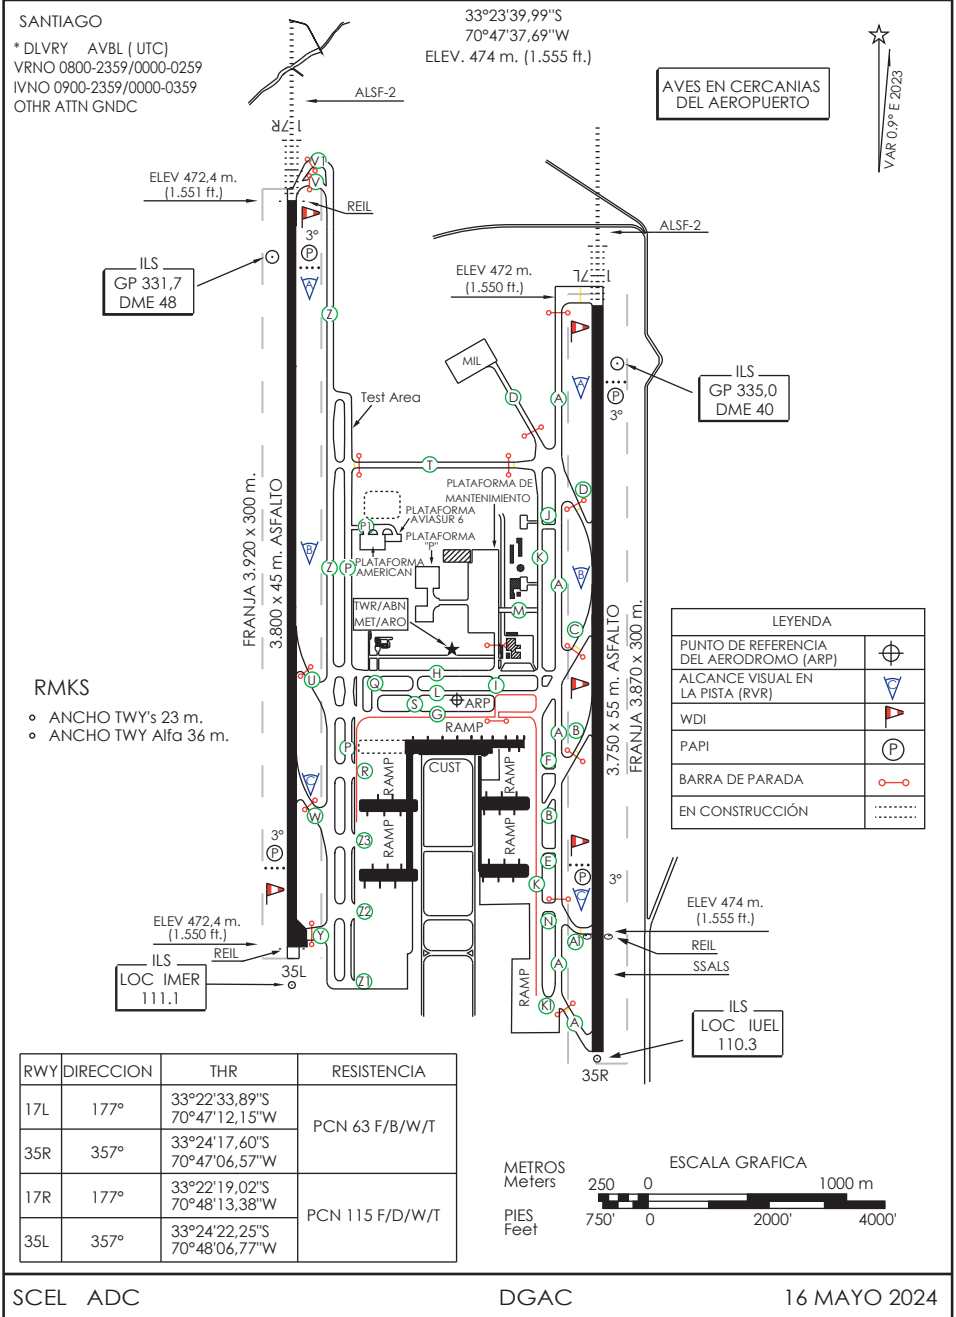 SANTIAGO
* DLVRY AVBL ( UTC)
VRNO 0800-2359/0000-0259
IVNO 0900-2359/0000-0359
OTHR ATTN GNDC
33°23'39,99"S
70°47'37,69"W
ELEV. 474 m. (1.555 ft.)
AVES EN CERCANIAS
DEL AEROPUERTO
VAR 0.9° E 2023
ALSF-2
17R
V1
V
ELEV 472,4 m.
(1.551 ft.)
REIL
3°
P
A
ILS
GP 331,7
DME 48
Z
ALSF-2
17L
ELEV 472 m.
(1.550 ft.)
A
P
3°
ILS
GP 335,0
DME 40
MIL
D
A
Test Area
T
D
PLATAFORMA DE
MANTENIMIENTO
J
PLATAFORMA
AVIASUR 6
P1
PLATAFORMA
"P"
PLATAFORMA
AMERICAN
FRANJA 3.920 x 300 m.
3.800 x 45 m. ASFALTO
B
Z
P
K
A
B
TWR/ABN
MET/ARO
M
C
3.750 x 55 m. ASFALTO
FRANJA 3.870 x 300 m.
LEYENDA
PUNTO DE REFERENCIA
DEL AERODROMO (ARP)
ALCANCE VISUAL EN
LA PISTA (RVR)
C
WDI
PAPI
P
BARRA DE PARADA
EN CONSTRUCCIÓN
RMKS
ANCHO TWY's 23 m.
ANCHO TWY Alfa 36 m.
U
Q
H
L
I
S
ARP
G
RAMP
A
B
P
R
F
CUST
RAMP
RAMP
C
W
B
RAMP
RAMP
3°
P
Z3
E
P
3°
C
K
Z2
N
ELEV 474 m.
(1.555 ft.)
ELEV 472,4 m.
(1.550 ft.)
REIL
Y
A1
REIL
SSALS
ILS
LOC IMER
111.1
35L
Z1
A
RAMP
K1
A
ILS
LOC IUEL
110.3
35R
RWY DIRECCION THR RESISTENCIA
17L 177° 33°22'33,89"S
70°47'12,15"W
PCN 63 F/B/W/T
35R 357° 33°24'17,60"S
70°47'06,57"W
17R 177° 33°22'19,02"S
70°48'13,38"W
PCN 115 F/D/W/T
35L 357° 33°24'22,25"S
70°48'06,77"W
ESCALA GRAFICA
METROS
Meters
250 0 1000 m
PIES
Feet
750' 0 2000' 4000'
SCEL ADC DGAC 16 MAYO 2024